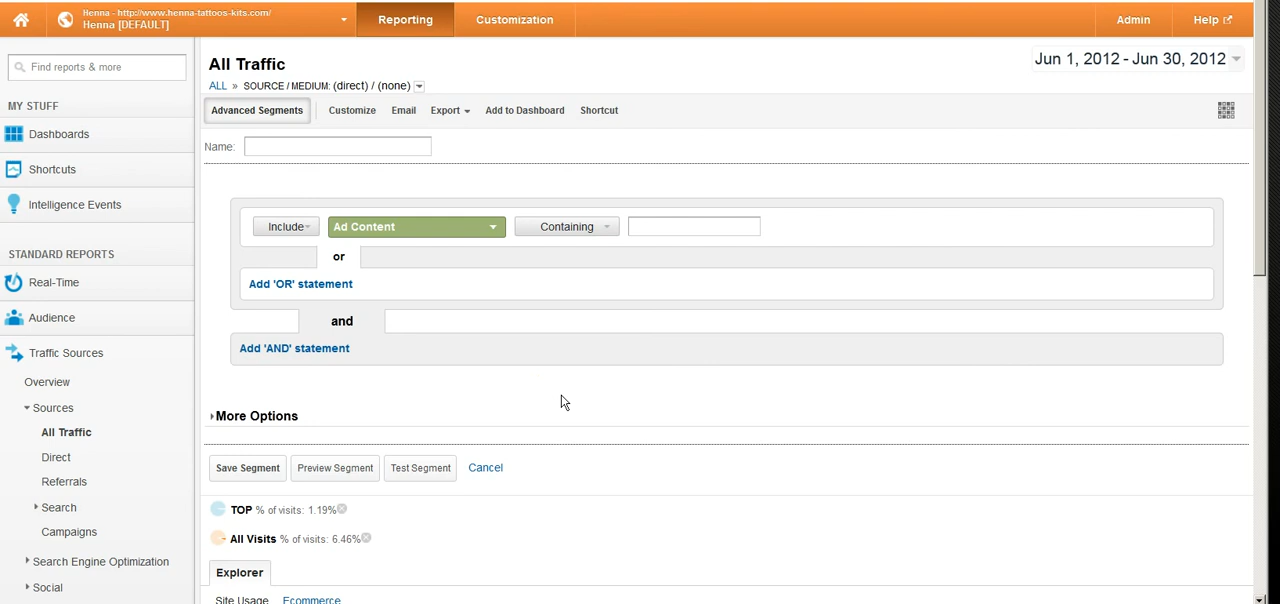 Henna - http://www.henna-tattoos-kits.com/
Henna [DEFAULT]
Reporting
Customization
Admin
Help
Find reports & more
All Traffic
Jun 1, 2012 - Jun 30, 2012
ALL » SOURCE / MEDIUM: (direct) / (none)
MY STUFF
Advanced Segments
Customize
Email
Export
Add to Dashboard
Shortcut
Dashboards
Name:
Shortcuts
Intelligence Events
Include
Ad Content
Containing
STANDARD REPORTS
or
Real-Time
Add 'OR' statement
Audience
and
Traffic Sources
Add 'AND' statement
Overview
Sources
More Options
All Traffic
Direct
Save Segment
Preview Segment
Test Segment
Cancel
Referrals
Search
TOP % of visits: 1.19%
Campaigns
All Visits % of visits: 6.46%
Search Engine Optimization
Explorer
Social
Site Usage
Ecommerce